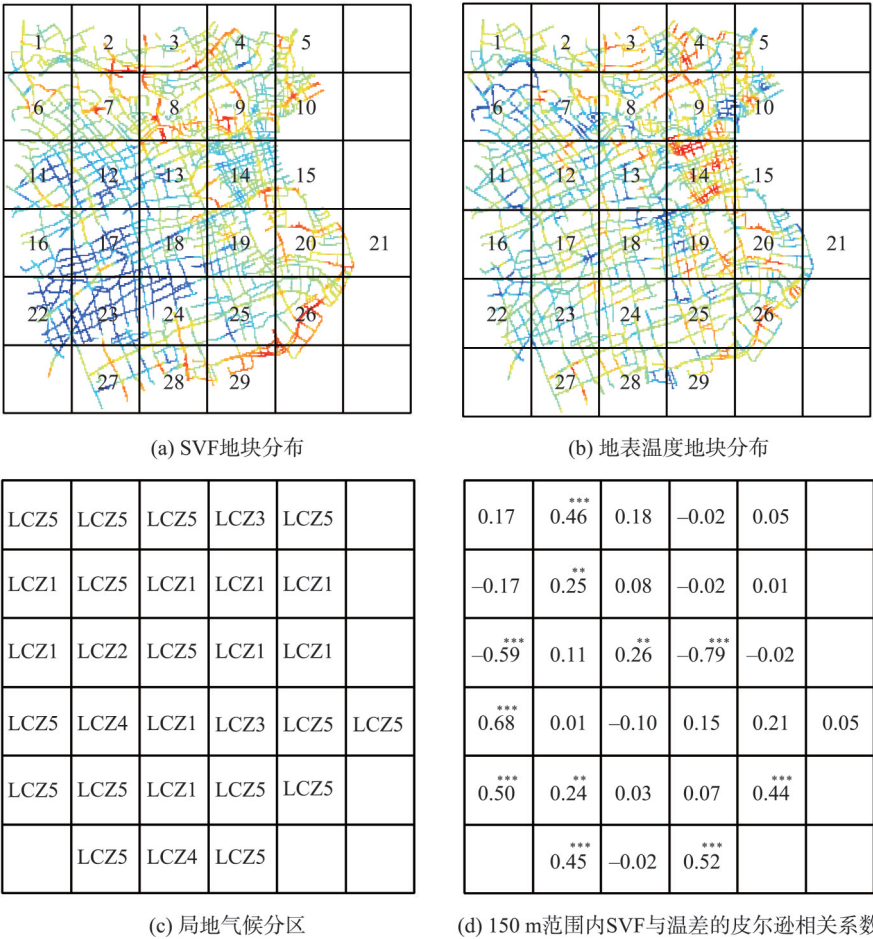 1 2 3 4 5
6 7 8 9 10
11 12 13 14 15
16 17 18 19 20 21
22 23 24 25 26
27 28 29
(a) SVF地块分布
1 2 3 4 5
6 7 8 9 10
11 12 13 14 15
16 17 18 19 20 21
22 23 24 25 26
27 28 29
(b) 地表温度地块分布
LCZ5 LCZ5 LCZ5 LCZ3 LCZ5
LCZ1 LCZ5 LCZ1 LCZ1 LCZ1
LCZ1 LCZ2 LCZ5 LCZ1 LCZ1
LCZ5 LCZ4 LCZ1 LCZ3 LCZ5 LCZ5
LCZ5 LCZ5 LCZ1 LCZ5 LCZ5
LCZ5 LCZ4 LCZ5
(c) 局地气候分区
0.17 0.46*** 0.18 –0.02 0.05
–0.17 0.25** 0.08 –0.02 0.01
–0.59*** 0.11 0.26** –0.79*** –0.02
0.68*** 0.01 –0.10 0.15 0.21 0.05
0.50*** 0.24** 0.03 0.07 0.44***
0.45*** –0.02 0.52***
(d) 150 m范围内SVF与温差的皮尔逊相关系数